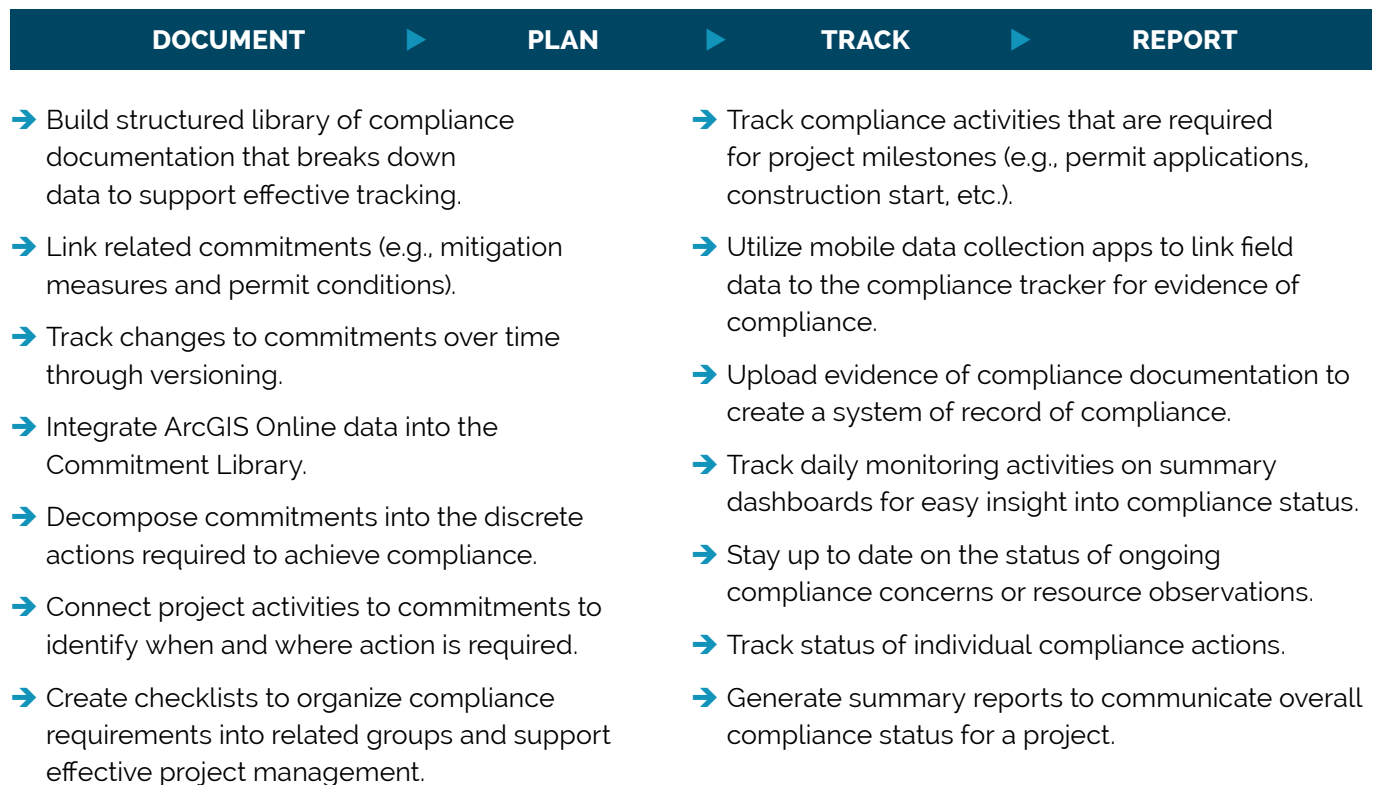 DOCUMENT PLAN TRACK REPORT
Build structured library of compliance
documentation that breaks down
data to support effective tracking.
Link related commitments (e.g., mitigation
measures and permit conditions).
Track changes to commitments over time
through versioning.
Integrate ArcGIS Online data into the
Commitment Library.
Decompose commitments into the discrete
actions required to achieve compliance.
Connect project activities to commitments to
identify when and where action is required.
Create checklists to organize compliance
requirements into related groups and support
effective project management.
Track compliance activities that are required
for project milestones (e.g., permit applications,
construction start, etc.).
Utilize mobile data collection apps to link field
data to the compliance tracker for evidence of
compliance.
Upload evidence of compliance documentation to
create a system of record of compliance.
Track daily monitoring activities on summary
dashboards for easy insight into compliance status.
Stay up to date on the status of ongoing
compliance concerns or resource observations.
Track status of individual compliance actions.
Generate summary reports to communicate overall
compliance status for a project.